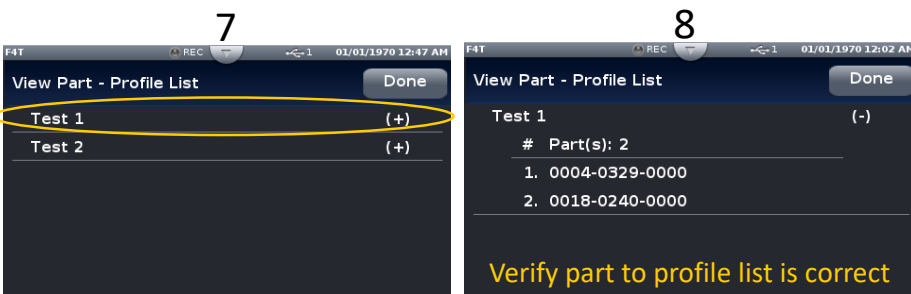 7
F4T REC 1 01/01/1970 12:47 AM
View Part - Profile List Done
Test 1 (+)
Test 2 (+)
8
F4T REC 1 01/01/1970 12:02 AM
View Part - Profile List Done
Test 1 (-)
# Part(s): 2
1. 0004-0329-0000
2. 0018-0240-0000
Verify part to profile list is correct